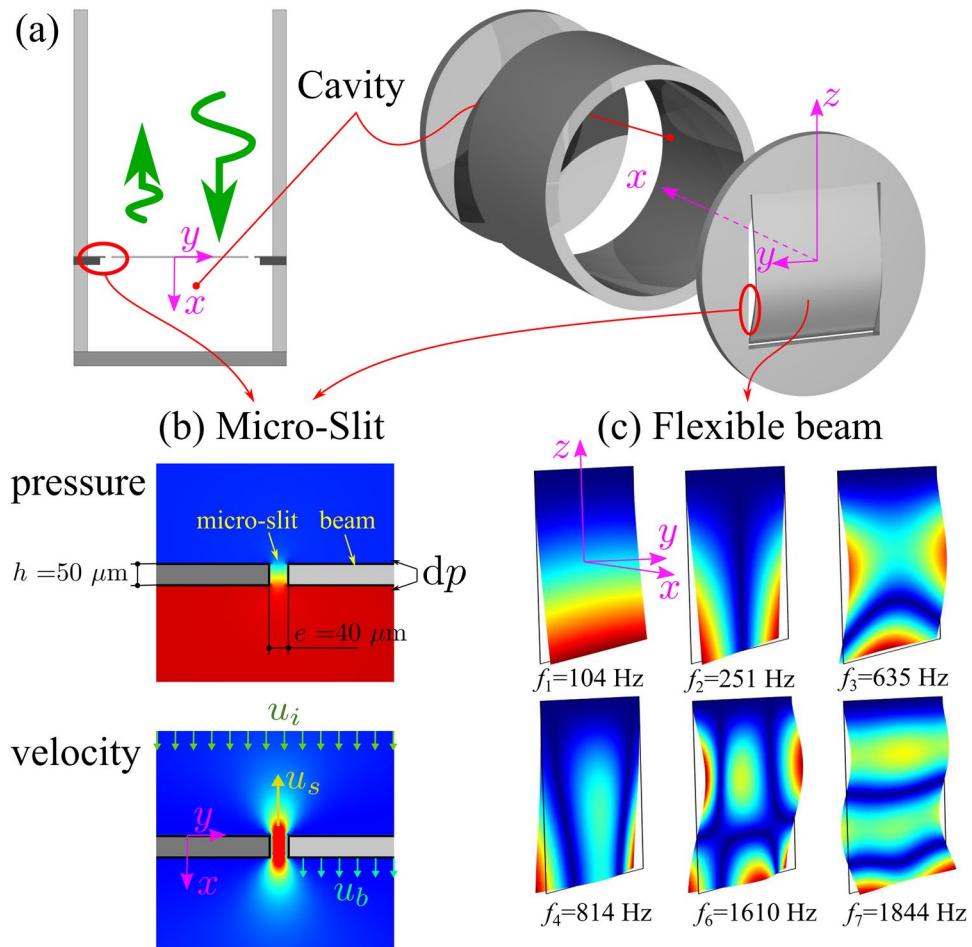 (a)
Cavity
y
x
z
x
y
(b) Micro-Slit
(c) Flexible beam
pressure
micro-slit
beam
h =50 μm
dp
e =40 μm
z
y
x
f1=104 Hz
f2=251 Hz
f3=635 Hz
velocity
ui
us
y
x
ub
f4=814 Hz
f6=1610 Hz
f7=1844 Hz